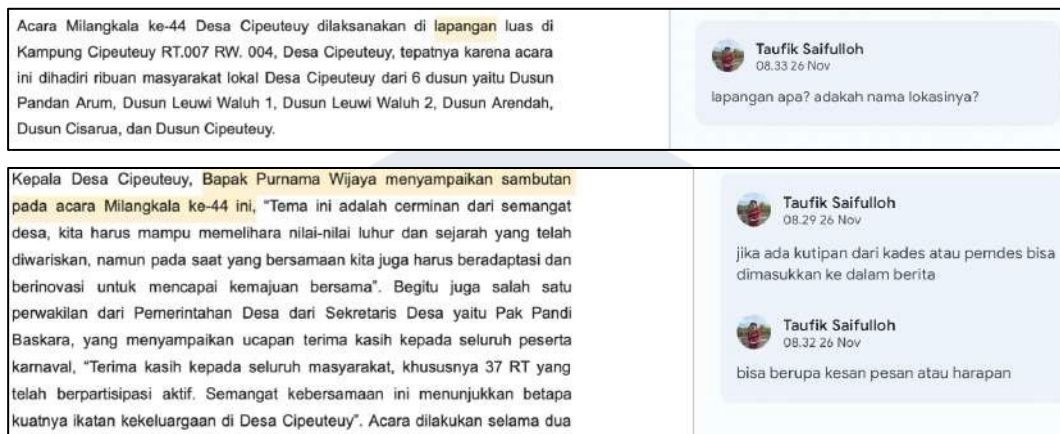 Acara Milangkala ke-44 Desa Cipeuteuy dilaksanakan di lapangan luas di
Kampung Cipeuteuy RT.007 RW. 004, Desa Cipeuteuy, tepatnya karena acara
ini dihadiri ribuan masyarakat lokal Desa Cipeuteuy dari 6 dusun yaitu Dusun
Pandan Arum, Dusun Leuwi Waluh 1, Dusun Leuwi Waluh 2, Dusun Arendah,
Dusun Cisarua, dan Dusun Cipeuteuy.
Taufik Saifulloh
08.33 26 Nov
lapangan apa? adakah nama lokasinya?
Kepala Desa Cipeuteuy, Bapak Purnama Wijaya menyampaikan sambutan
pada acara Milangkala ke-44 ini, “Tema ini adalah cerminan dari semangat
desa, kita harus mampu memelihara nilai-nilai luhur dan sejarah yang telah
diwariskan, namun pada saat yang bersamaan kita juga harus beradaptasi dan
berinovasi untuk mencapai kemajuan bersama”. Begitu juga salah satu
perwakilan dari Pemerintahan Desa dari Sekretaris Desa yaitu Pak Pandi
Baskara, yang menyampaikan ucapan terima kasih kepada seluruh peserta
karnaval, “Terima kasih kepada seluruh masyarakat, khususnya 37 RT yang
telah berpartisipasi aktif. Semangat kebersamaan ini menunjukkan betapa
kuatnya ikatan kekeluargaan di Desa Cipeuteuy”. Acara dilakukan selama dua
Taufik Saifulloh
08.29 26 Nov
jika ada kutipan dari kades atau pemdes bisa
dimasukkan ke dalam berita
Taufik Saifulloh
08.32 26 Nov
bisa berupa kesan pesan atau harapan